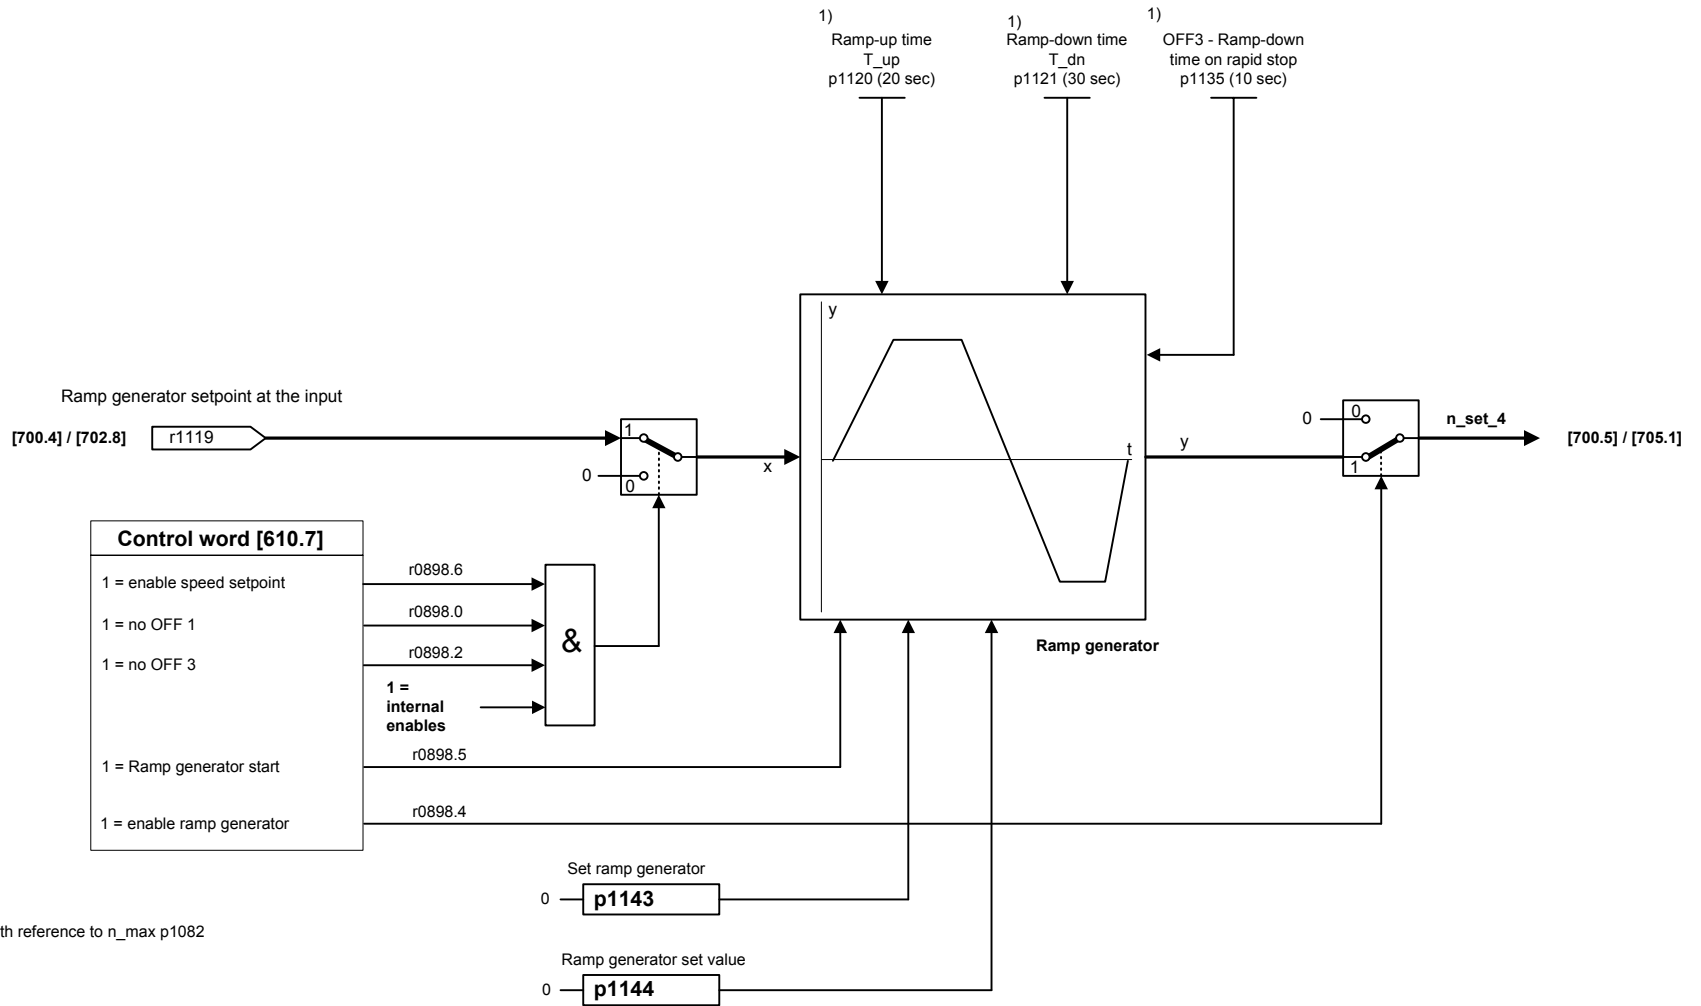 1)
Ramp-up time
T_up
p1120 (20 sec)
1)
Ramp-down time
T_dn
p1121 (30 sec)
1)
OFF3 - Ramp-down
time on rapid stop
p1135 (10 sec)
y
t
Ramp generator setpoint at the input
[700.4] / [702.8]
r1119
1
0
0
x
y
0
0
1
n_set_4
[700.5] / [705.1]
Ramp generator
Control word [610.7]
1 = enable speed setpoint
r0898.6
1 = no OFF 1
r0898.0
1 = no OFF 3
r0898.2
&
1 =
internal
enables
1 = Ramp generator start
r0898.5
1 = enable ramp generator
r0898.4
Set ramp generator
0
p1143
th reference to n_max p1082
Ramp generator set value
0
p1144